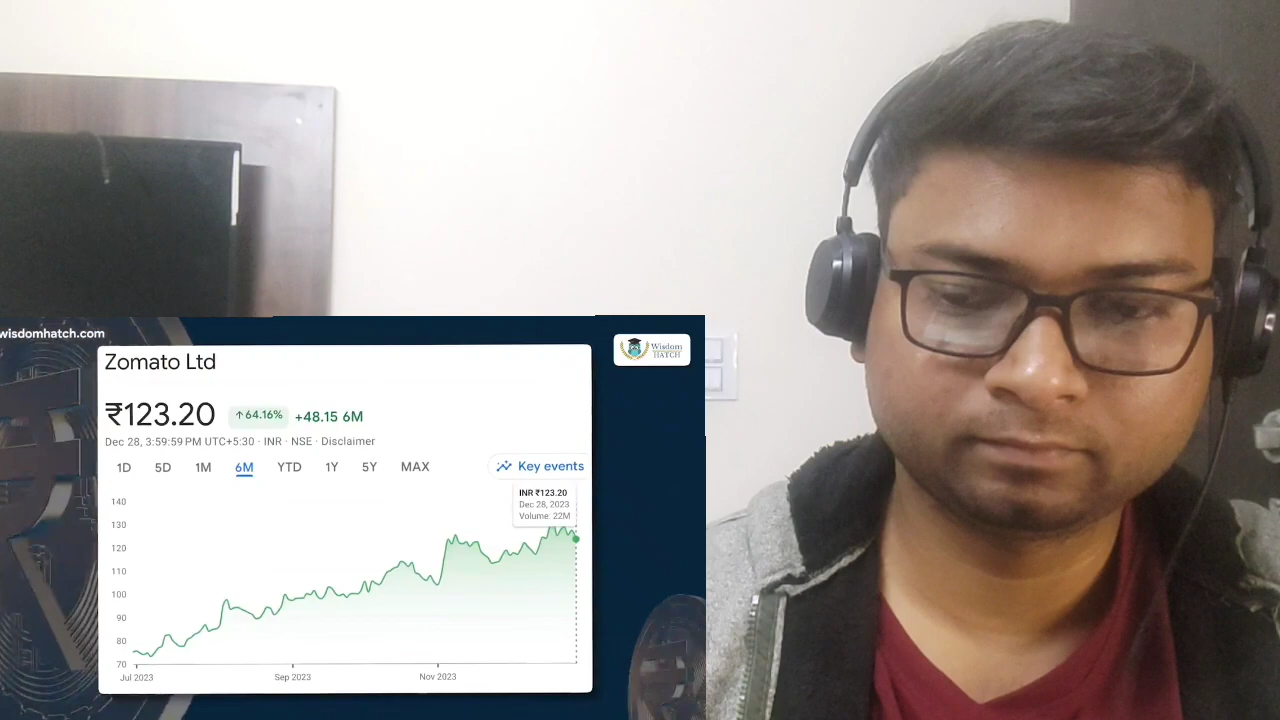 wisdomhatch.com
Wisdom
HATCH
Zomato Ltd
₹123.20 ↑64.16% +48.15 6M
Dec 28, 3:59:59 PM UTC+5:30 · INR · NSE · Disclaimer
1D 5D 1M 6M YTD 1Y 5Y MAX
Key events
INR ₹123.20
Dec 28, 2023
Volume: 22M
140
130
120
110
100
90
80
70
Jul 2023 Sep 2023 Nov 2023